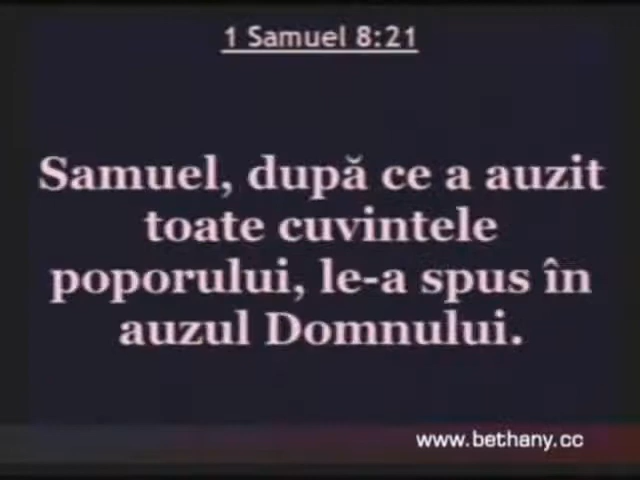 1 Samuel 8:21
Samuel, după ce a auzit
toate cuvintele
poporului, le-a spus în
auzul Domnului.
www.bethany.cc